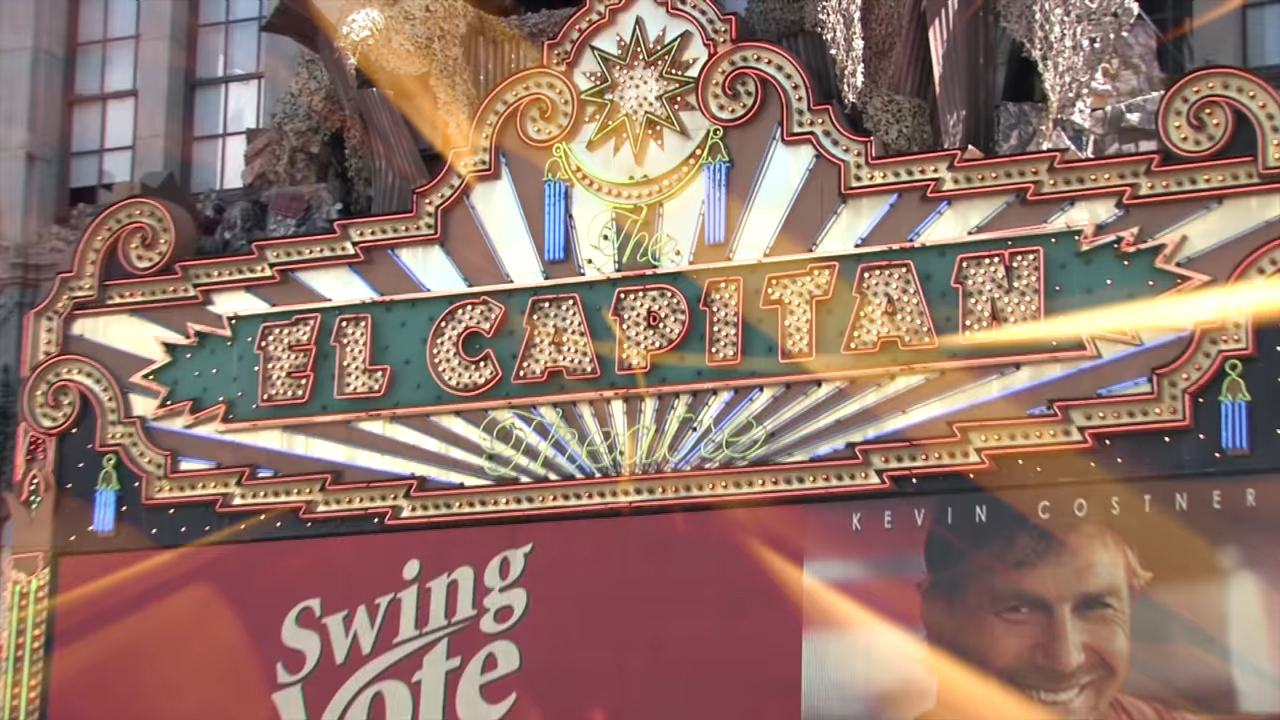 The
EL CAPITAN
Theatre
KEVIN COSTNER
Swing
Vote